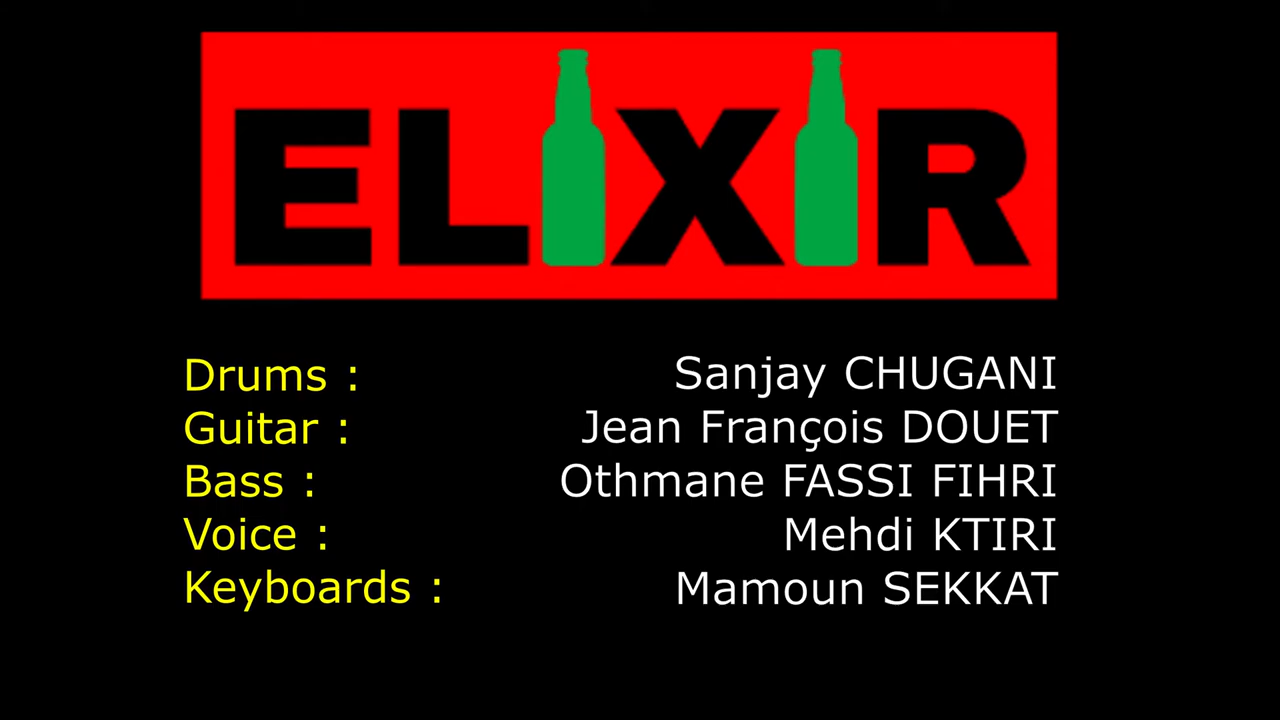 ELIXIR
Drums : Sanjay CHUGANI
Guitar : Jean François DOUET
Bass : Othmane FASSI FIHRI
Voice : Mehdi KTIRI
Keyboards : Mamoun SEKKAT